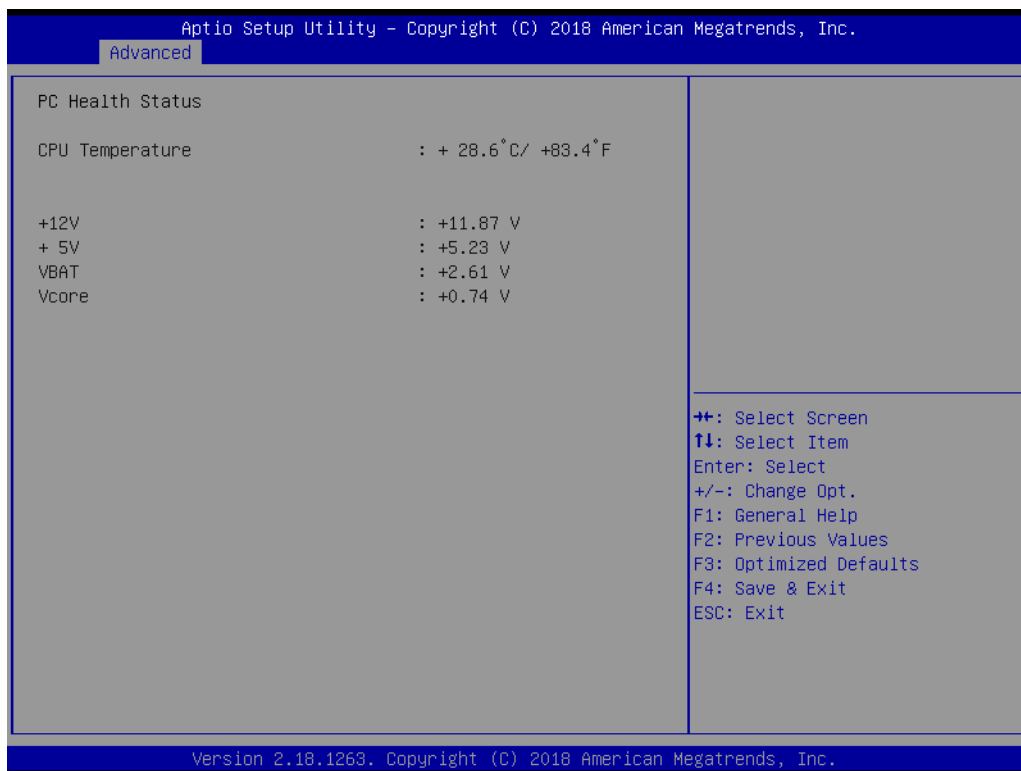 Aptio Setup Utility – Copyright (C) 2018 American Megatrends, Inc.
Advanced
PC Health Status
CPU Temperature : + 28.6°C/ +83.4°F
+12V : +11.87 V
+ 5V : +5.23 V
VBAT : +2.61 V
Vcore : +0.74 V
→←: Select Screen
↑↓: Select Item
Enter: Select
+/-: Change Opt.
F1: General Help
F2: Previous Values
F3: Optimized Defaults
F4: Save & Exit
ESC: Exit
Version 2.18.1263. Copyright (C) 2018 American Megatrends, Inc.